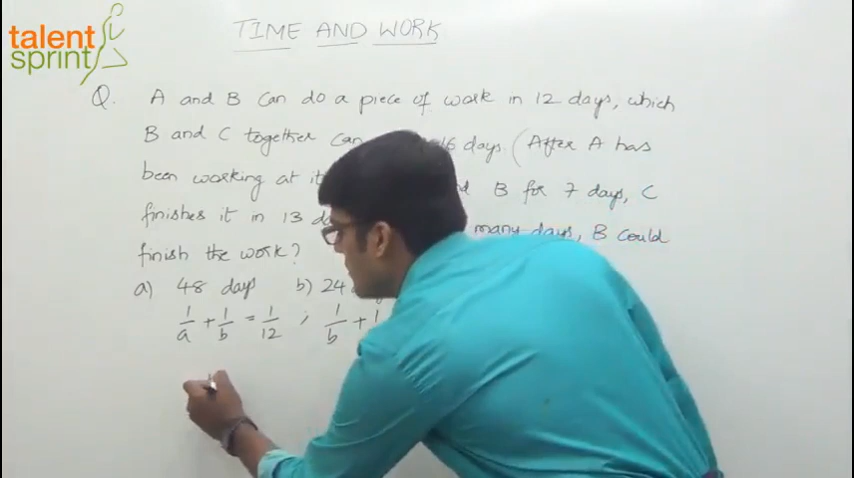 talent
sprint
TIME AND WORK
Q. A and B can do a piece of work in 12 days, which
B and C together can 16 days. (After A has
been working at it B for 7 days, C
finishes it in 13 many days, B could
finish the work?
a) 48 days b) 24
1/a + 1/b = 1/12 ; 1/b +